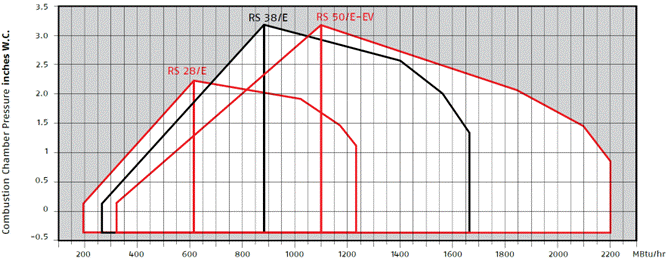 RS 38/E
RS 50/E-EV
RS 28/E
Combustion Chamber Pressure inches W.C.
3.5
3.0
2.5
2.0
1.5
1
0.5
0
-0.5
200 400 600 800 1000 1200 1400 1600 1800 2000 2200 MBtu/hr